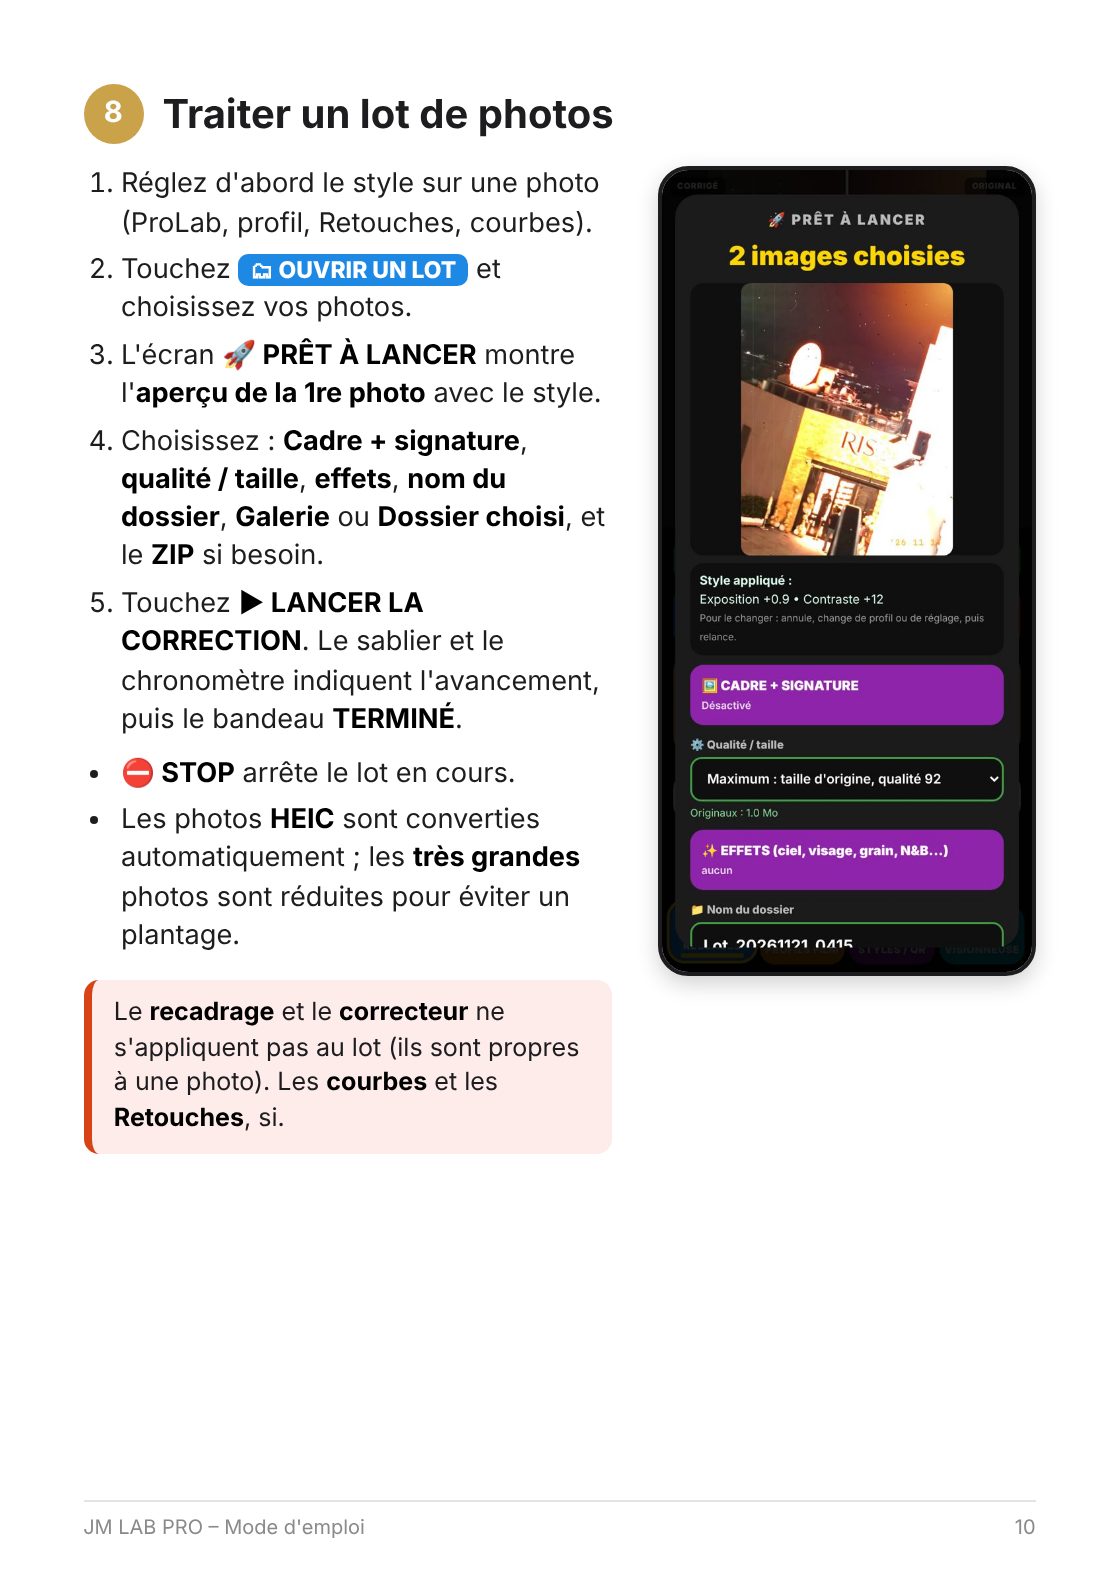 8 Traiter un lot de photos
1. Réglez d'abord le style sur une photo
(ProLab, profil, Retouches, courbes).
2. Touchez 🗂 OUVRIR UN LOT et
choisissez vos photos.
3. L'écran 🚀 PRÊT À LANCER montre
l'aperçu de la 1re photo avec le style.
4. Choisissez : Cadre + signature,
qualité / taille, effets, nom du
dossier, Galerie ou Dossier choisi, et
le ZIP si besoin.
5. Touchez ▶ LANCER LA
CORRECTION. Le sablier et le
chronomètre indiquent l'avancement,
puis le bandeau TERMINÉ.
• ⛔ STOP arrête le lot en cours.
• Les photos HEIC sont converties
automatiquement ; les très grandes
photos sont réduites pour éviter un
plantage.
Le recadrage et le correcteur ne
s'appliquent pas au lot (ils sont propres
à une photo). Les courbes et les
Retouches, si.
CORRIGÉ
ORIGINAL
🚀 PRÊT À LANCER
2 images choisies
RIS
'26 11
Style appliqué :
Exposition +0.9 • Contraste +12
Pour le changer : annule, change de profil ou de réglage, puis
relance.
🖼️ CADRE + SIGNATURE
Désactivé
⚙️ Qualité / taille
Maximum : taille d'origine, qualité 92
Originaux : 1.0 Mo
✨ EFFETS (ciel, visage, grain, N&B...)
aucun
📁 Nom du dossier
Lot_20261121_0415
STYLES / OR
VISIONNEUSE
JM LAB PRO – Mode d'emploi
10